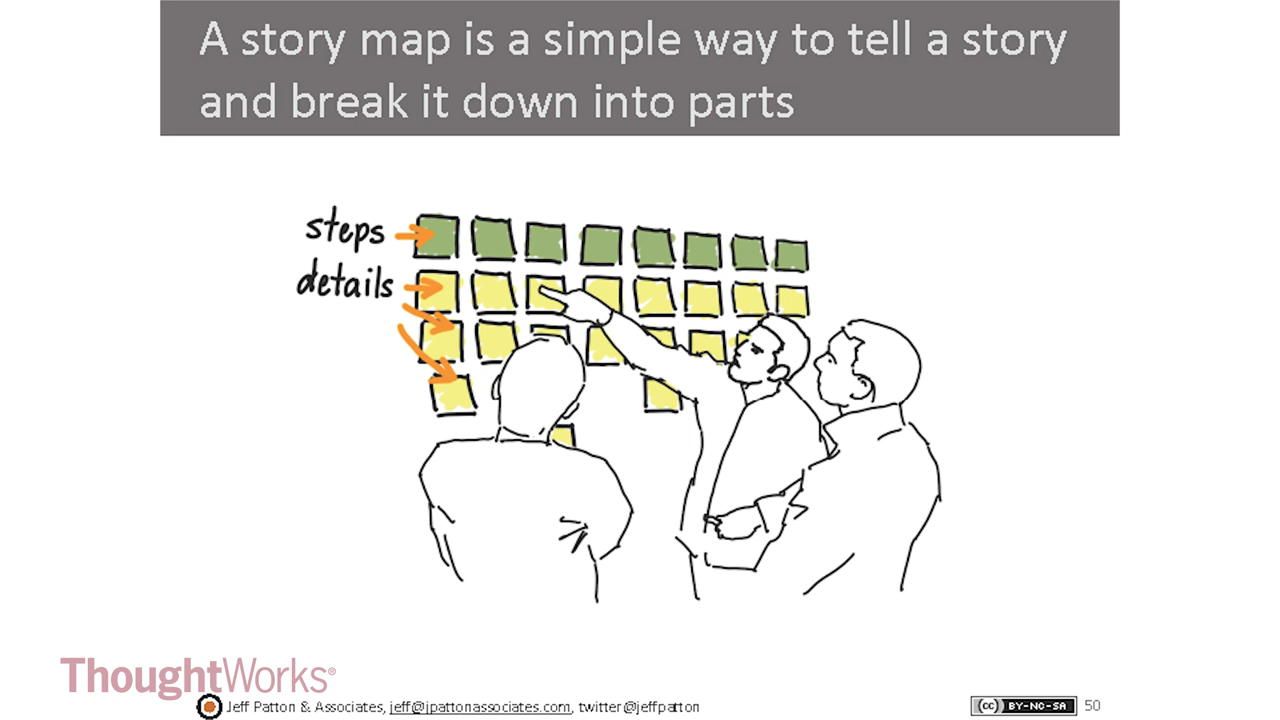 A story map is a simple way to tell a story
and break it down into parts
steps
details
ThoughtWorks®
Jeff Patton & Associates, jeff@jpattonassociates.com, twitter@jeffpatton
cc BY-NC-SA
50